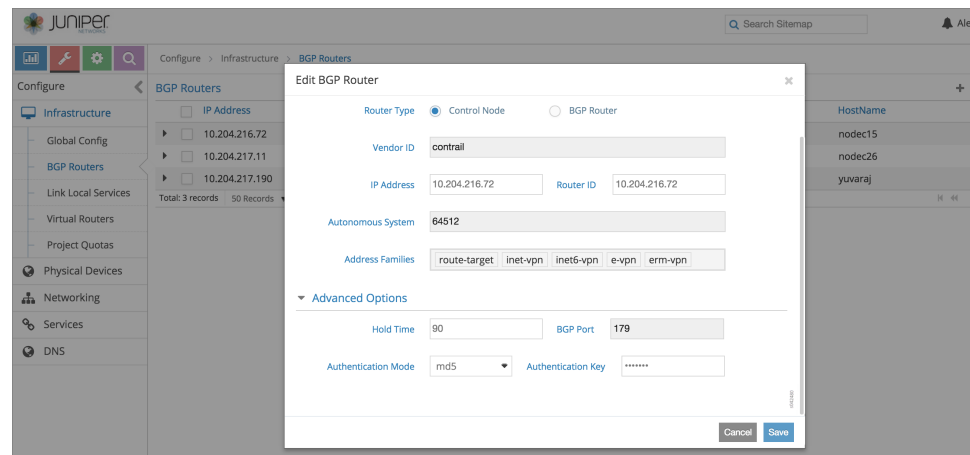 JUNIPER
NETWORKS
Search Sitemap
Ale
Configure > Infrastructure > BGP Routers
Configure
BGP Routers
Infrastructure
Global Config
BGP Routers
Link Local Services
Virtual Routers
Project Quotas
Physical Devices
Networking
Services
DNS
IP Address
HostName
10.204.216.72
nodec15
10.204.217.11
nodec26
10.204.217.190
yuvaraj
Total: 3 records 50 Records
Edit BGP Router
Router Type Control Node BGP Router
Vendor ID contrail
IP Address 10.204.216.72 Router ID 10.204.216.72
Autonomous System 64512
Address Families route-target inet-vpn inet6-vpn e-vpn erm-vpn
Advanced Options
Hold Time 90 BGP Port 179
Authentication Mode md5 Authentication Key •••••••
Cancel Save